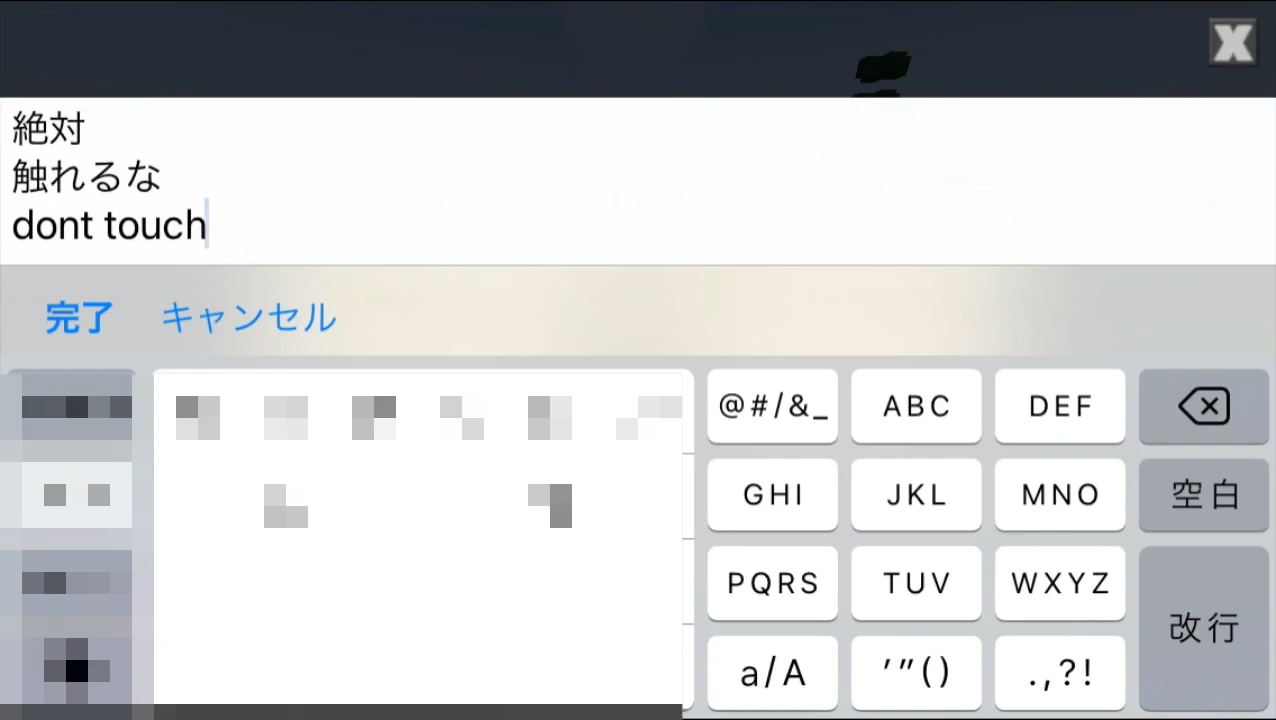 X
絶対
触れるな
dont touch
完了 キャンセル
@#/&_ ABC DEF
GHI JKL MNO 空白
PQRS TUV WXYZ
改行
a/A ’”() .,?!